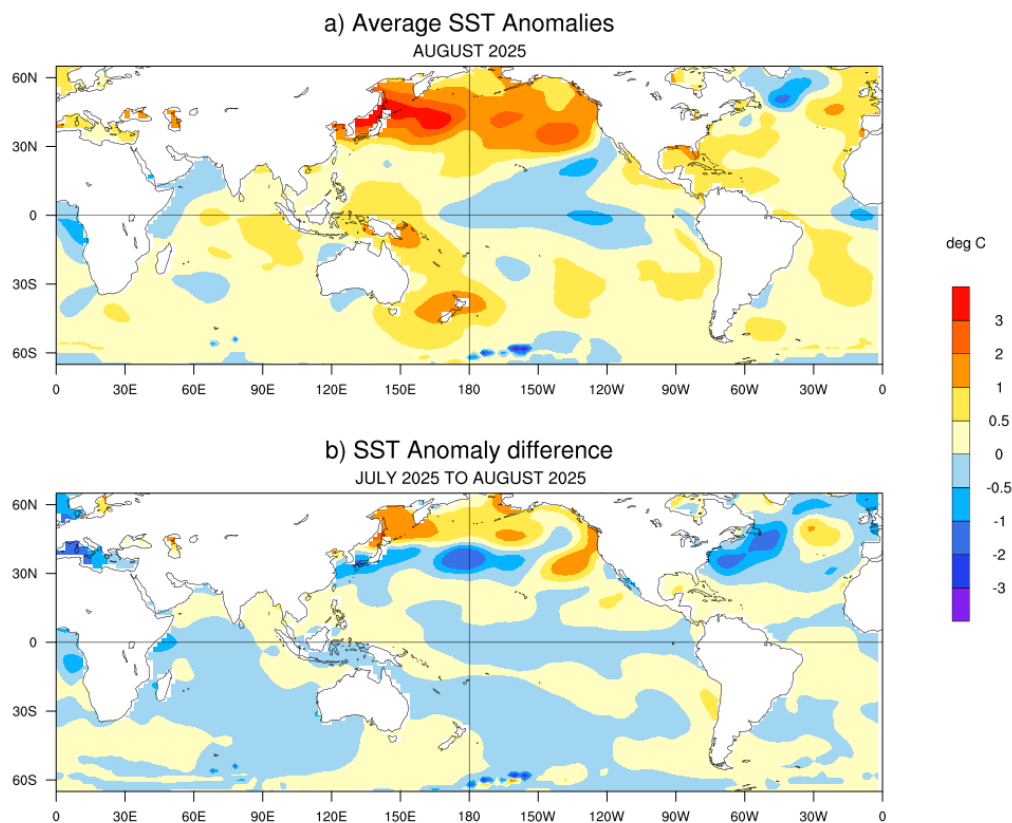 a) Average SST Anomalies
AUGUST 2025
60N
30N
0
30S
60S
0 30E 60E 90E 120E 150E 180 150W 120W 90W 60W 30W 0
deg C
3
2
1
0.5
0
-0.5
-1
-2
-3
b) SST Anomaly difference
JULY 2025 TO AUGUST 2025
60N
30N
0
30S
60S
0 30E 60E 90E 120E 150E 180 150W 120W 90W 60W 30W 0